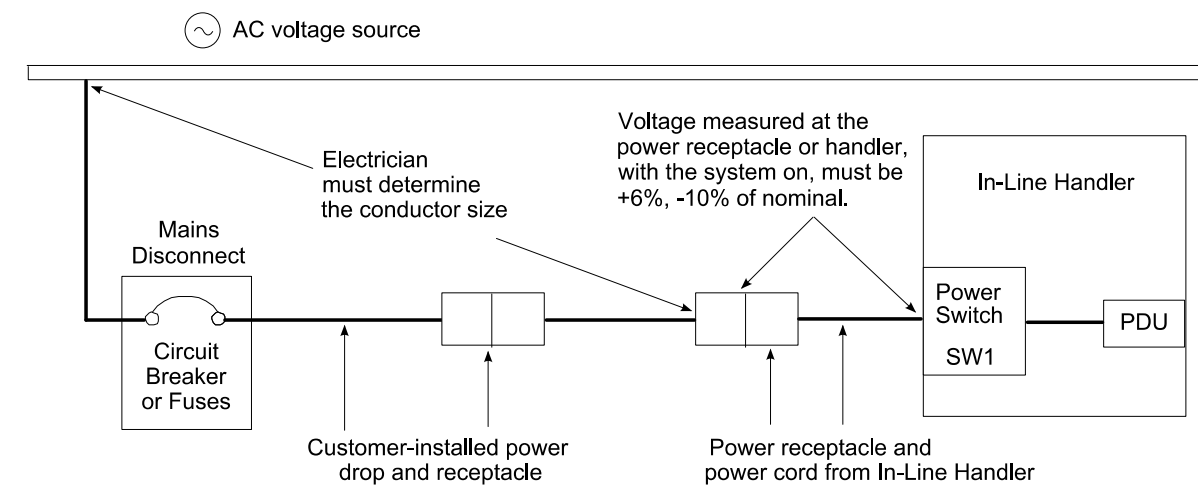 AC voltage source
Voltage measured at the
power receptacle or handler,
with the system on, must be
+6%, -10% of nominal.
Electrician
must determine
the conductor size
In-Line Handler
Mains
Disconnect
Power
Switch
SW1
PDU
Circuit
Breaker
or Fuses
Customer-installed power
drop and receptacle
Power receptacle and
power cord from In-Line Handler